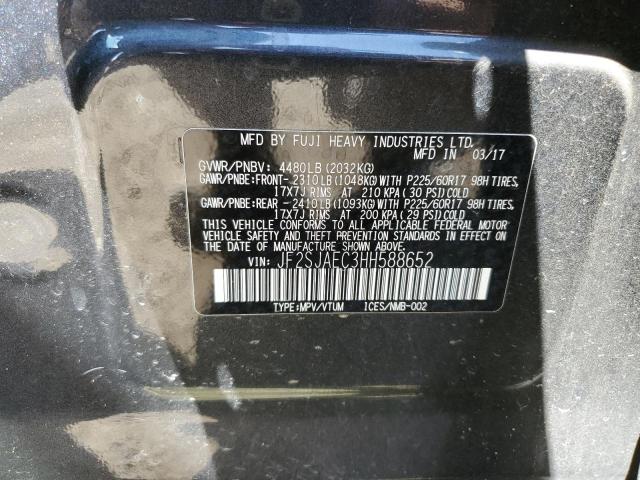 MFD BY FUJI HEAVY INDUSTRIES LTD.
MFD IN 03/17
GVWR/PNBV: 4480LB(2032KG)
GAWR/PNBE:FRONT-2310LB(1048KG)WITH P225/60R17 98H TIRES,
17X7J RIMS AT 210 KPA (30 PSI)COLD
GAWR/PNBE:REAR -2410LB(1093KG)WITH P225/60R17 98H TIRES,
17X7J RIMS AT 200 KPA (29 PSI)COLD
THIS VEHICLE CONFORMS TO ALL APPLICABLE FEDERAL MOTOR
VEHICLE SAFETY AND THEFT PREVENTION STANDARDS IN EFFECT
ON THE DATE OF MANUFACTURE SHOWN ABOVE.
VIN: JF2SJAEC3HH588652
TYPE:MPV/VTUM ICES/NMB-002